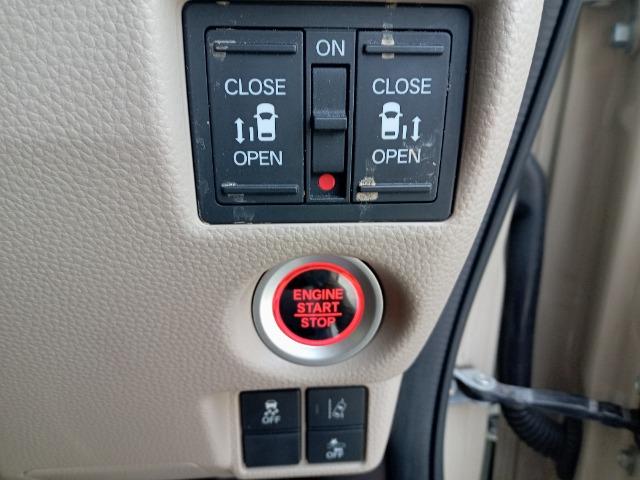 ON
CLOSE
OPEN
CLOSE
OPEN
ENGINE
START
STOP
OFF
OFF